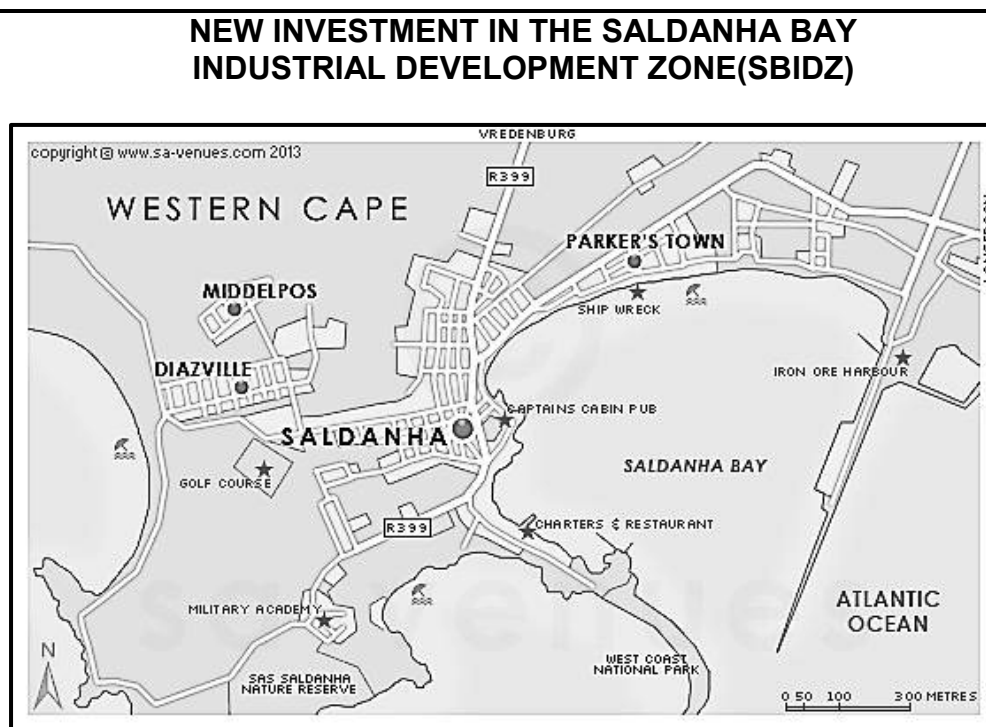 NEW INVESTMENT IN THE SALDANHA BAY
INDUSTRIAL DEVELOPMENT ZONE(SBIDZ)
VREDENBURG
copyright @ www.sa-venues.com 2013
R399
WESTERN CAPE
PARKER'S TOWN
MIDDELPOS
SHIP WRECK
DIAZVILLE
IRON ORE HARBOUR
CAPTAINS CABIN PUB
SALDANHA
SALDANHA BAY
GOLF COURSE
R399
CHARTERS & RESTAURANT
MILITARY ACADEMY
ATLANTIC
OCEAN
N
WEST COAST
NATIONAL PARK
SAS SALDANHA
NATURE RESERVE
0 50 100 300 METRES